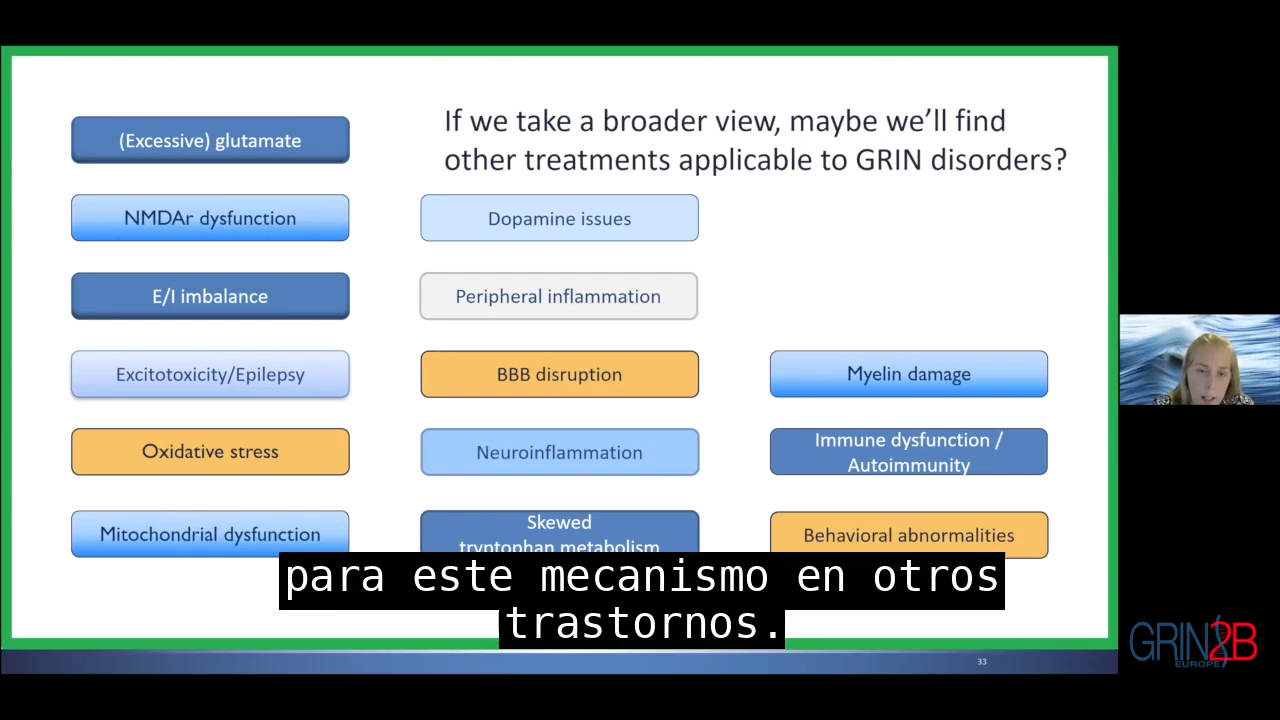 If we take a broader view, maybe we'll find
other treatments applicable to GRIN disorders?
(Excessive) glutamate
NMDAr dysfunction
Dopamine issues
E/I imbalance
Peripheral inflammation
Excitotoxicity/Epilepsy
BBB disruption
Myelin damage
Oxidative stress
Neuroinflammation
Immune dysfunction /
Autoimmunity
Mitochondrial dysfunction
Skewed
tryptophan metabolism
Behavioral abnormalities
para este mecanismo en otros
trastornos.
33
GRIN2B
EUROPE